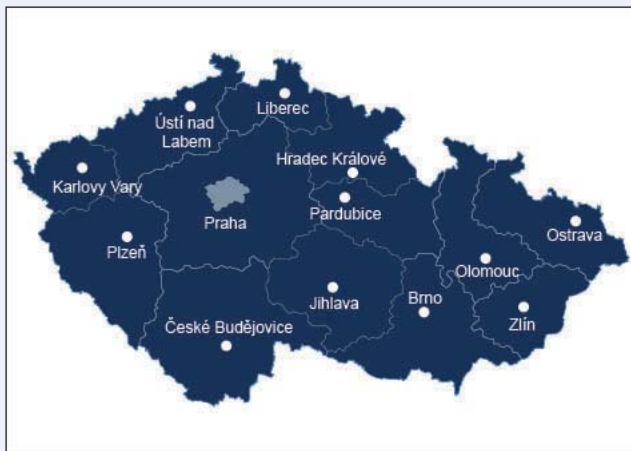 Liberec
Ústí nad
Labem
Hradec Králové
Karlovy Vary
Pardubice
Praha
Ostrava
Plzeň
Olomouc
Jihlava
Brno
Zlín
České Budějovice